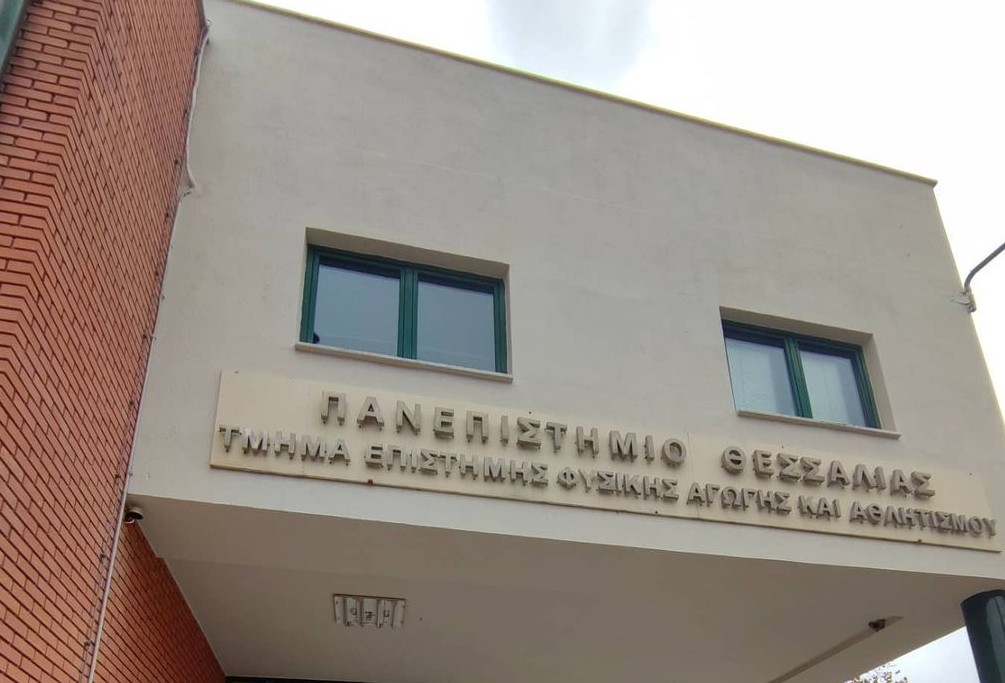 ΠΑΝΕΠΙΣΤΗΜΙΟ ΘΕΣΣΑΛΙΑΣ
ΤΜΗΜΑ ΕΠΙΣΤΗΜΗΣ ΦΥΣΙΚΗΣ ΑΓΩΓΗΣ ΚΑΙ ΑΘΛΗΤΙΣΜΟΥ